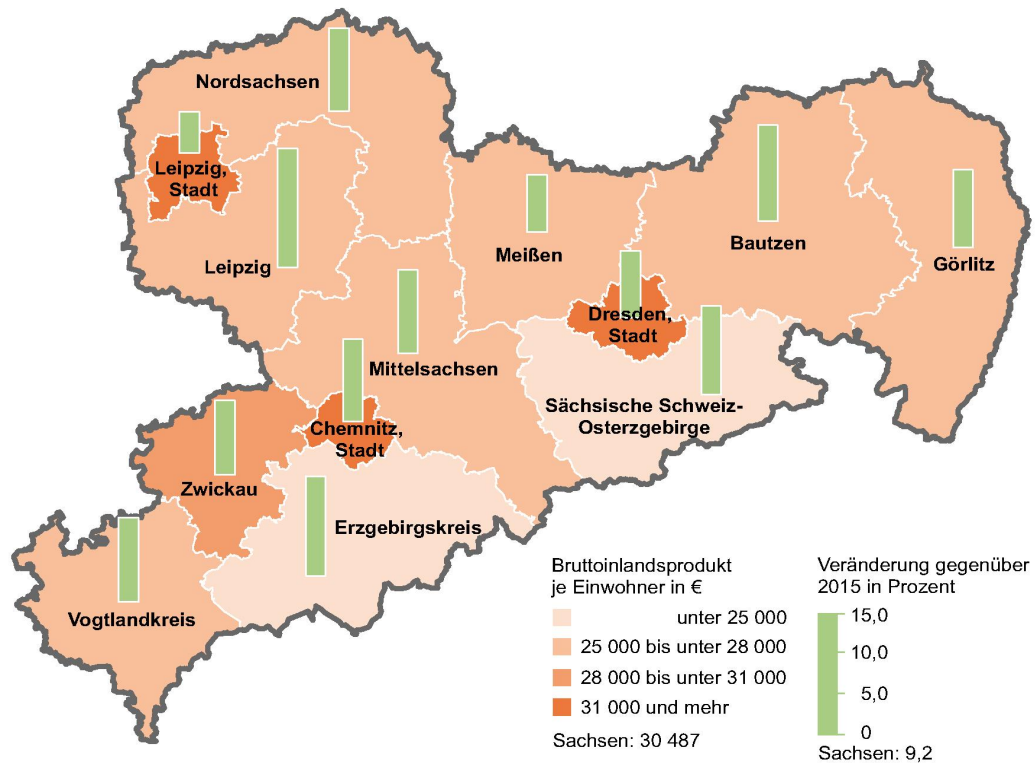 Nordsachsen
Leipzig,
Stadt
Leipzig
Meißen
Bautzen
Görlitz
Dresden,
Stadt
Mittelsachsen
Sächsische Schweiz-
Osterzgebirge
Chemnitz,
Stadt
Zwickau
Erzgebirgskreis
Vogtlandkreis
Bruttoinlandsprodukt
je Einwohner in €
unter 25 000
25 000 bis unter 28 000
28 000 bis unter 31 000
31 000 und mehr
Sachsen: 30 487
Veränderung gegenüber
2015 in Prozent
15,0
10,0
5,0
0
Sachsen: 9,2